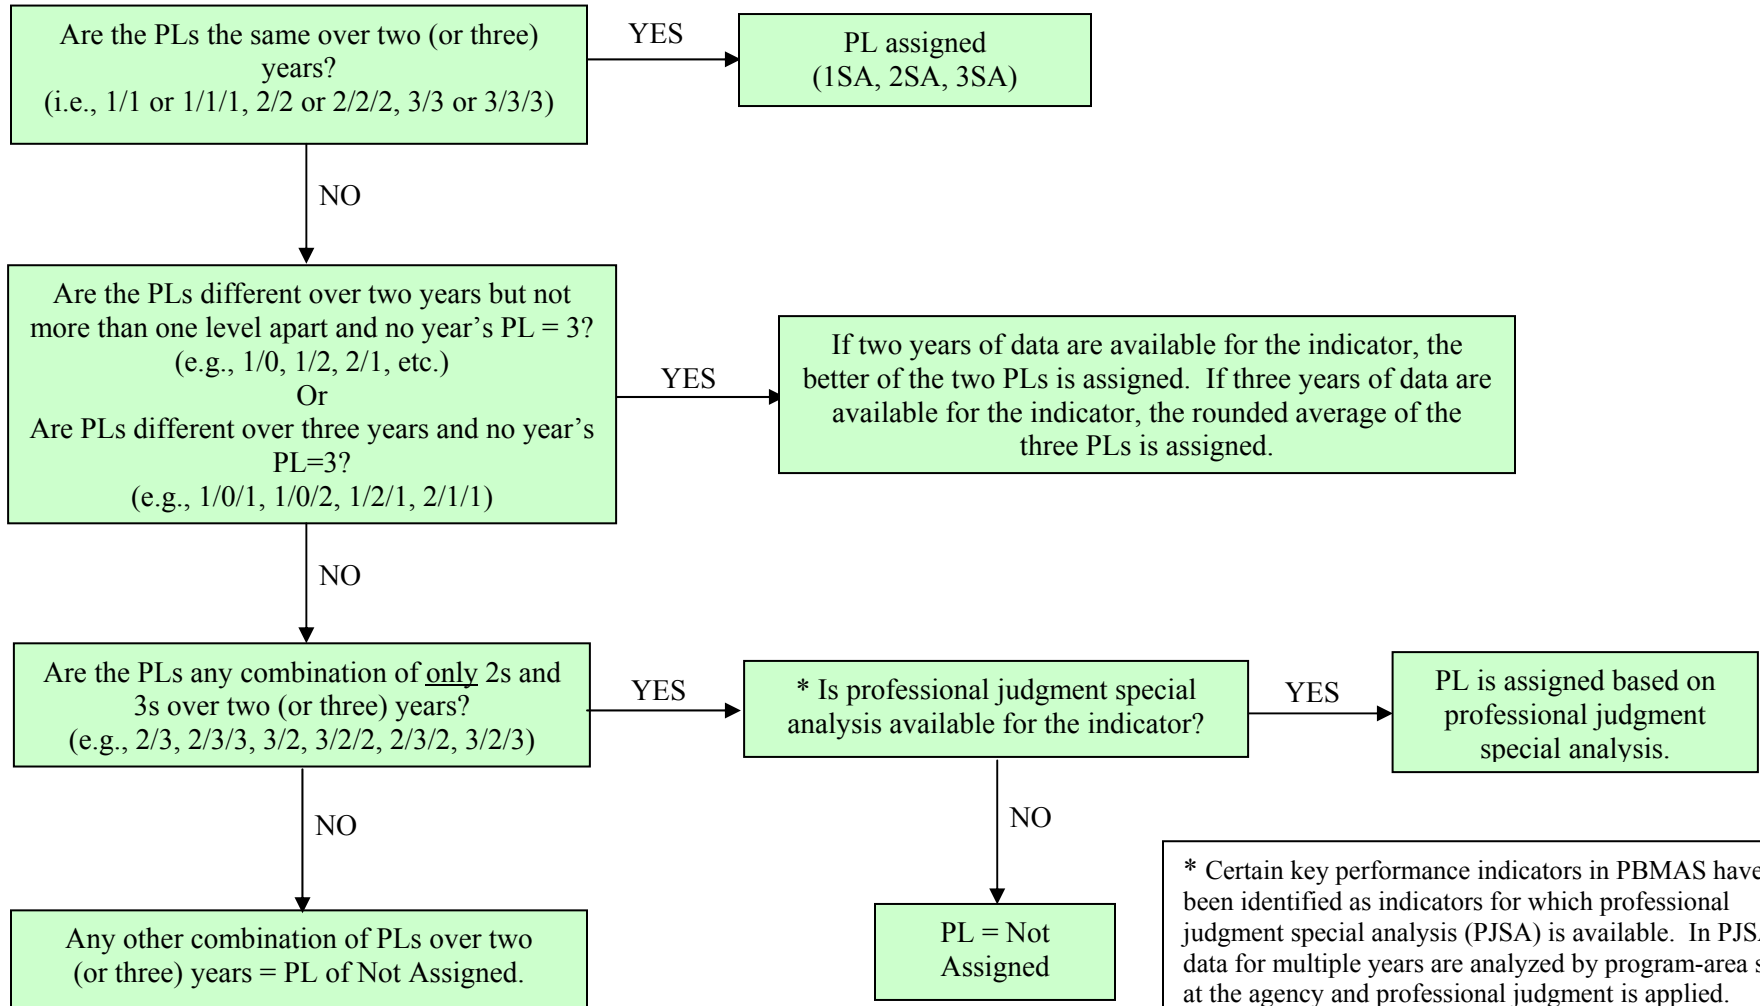 Are the PLs the same over two (or three)
years?
(i.e., 1/1 or 1/1/1, 2/2 or 2/2/2, 3/3 or 3/3/3)
YES
PL assigned
(1SA, 2SA, 3SA)
NO
Are the PLs different over two years but not
more than one level apart and no year’s PL = 3?
(e.g., 1/0, 1/2, 2/1, etc.)
Or
Are PLs different over three years and no year’s
PL=3?
(e.g., 1/0/1, 1/0/2, 1/2/1, 2/1/1)
YES
If two years of data are available for the indicator, the
better of the two PLs is assigned. If three years of data are
available for the indicator, the rounded average of the
three PLs is assigned.
NO
Are the PLs any combination of only 2s and
3s over two (or three) years?
(e.g., 2/3, 2/3/3, 3/2, 3/2/2, 2/3/2, 3/2/3)
YES
* Is professional judgment special
analysis available for the indicator?
YES
PL is assigned based on
professional judgment
special analysis.
NO
Any other combination of PLs over two
(or three) years = PL of Not Assigned.
NO
PL = Not
Assigned
* Certain key performance indicators in PBMAS have
been identified as indicators for which professional
judgment special analysis (PJSA) is available. In PJS
data for multiple years are analyzed by program-area s
at the agency and professional judgment is applied.